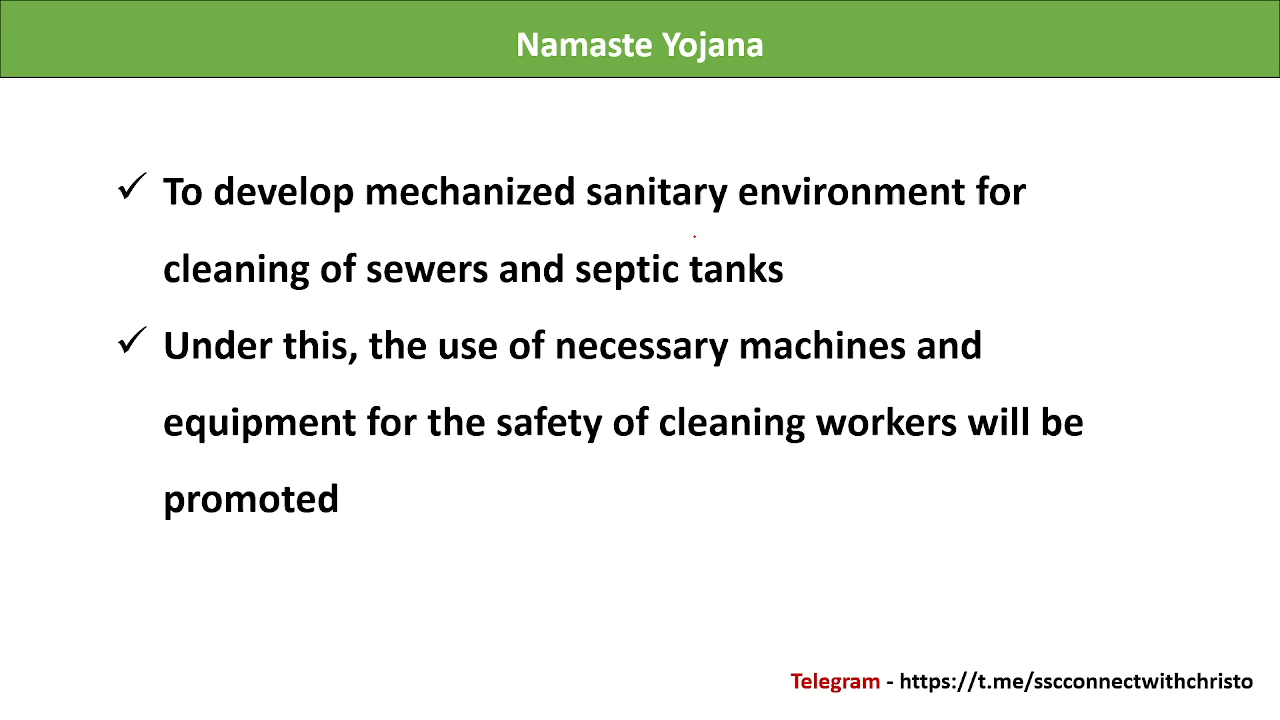 Namaste Yojana
✓ To develop mechanized sanitary environment for
cleaning of sewers and septic tanks
✓ Under this, the use of necessary machines and
equipment for the safety of cleaning workers will be
promoted
Telegram - https://t.me/sscconnectwithchristo